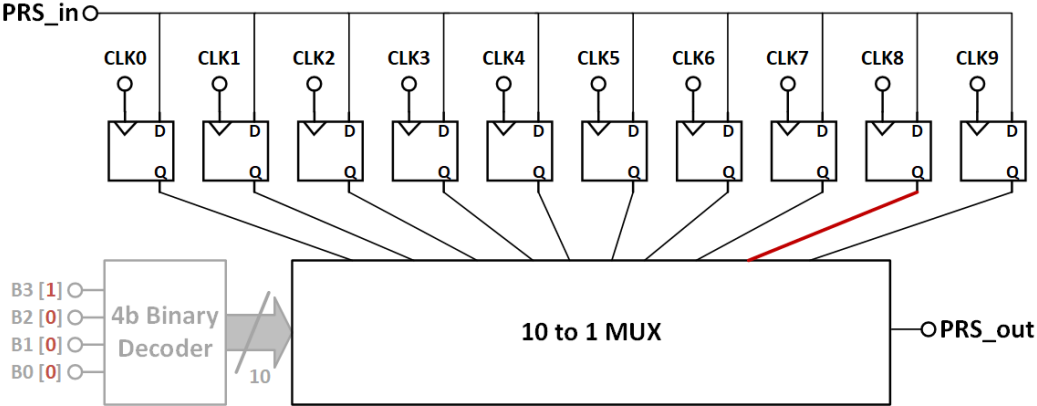 PRS_in
CLK0 CLK1 CLK2 CLK3 CLK4 CLK5 CLK6 CLK7 CLK8 CLK9
D D D D D D D D D D
Q Q Q Q Q Q Q Q Q Q
B3 [1]
B2 [0]
B1 [0]
B0 [0]
4b Binary
Decoder
10
10 to 1 MUX
PRS_out